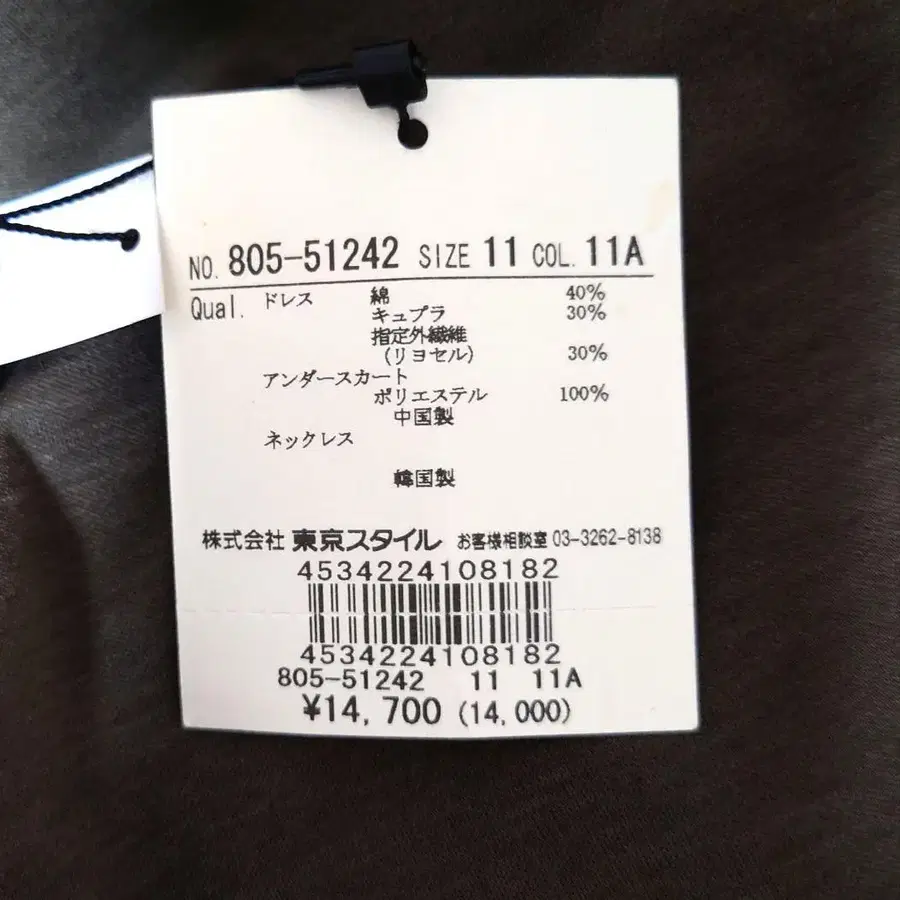 NO. 805-51242 SIZE 11 COL. 11A
Qual. ドレス 綿 40%
キュプラ 30%
指定外繊維
(リヨセル) 30%
アンダースカート
ポリエステル 100%
中国製
ネックレス
韓国製
株式会社 東京スタイル お客様相談室 03-3262-8138
4534224108182
4534224108182
805-51242 11 11A
¥14,700 (14,000)